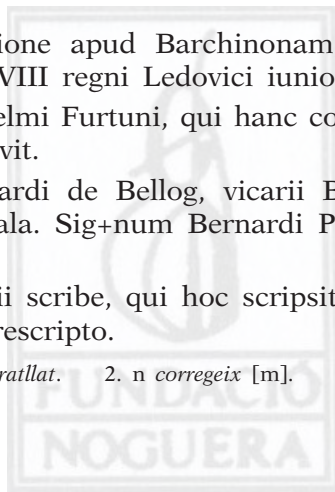 ione apud Barchinonam
VIII regni Ledovici iunio
elmi Furtuni, qui hanc co
vit.
ardi de Bellog, vicarii B
ala. Sig+num Bernardi P
ii scribe, qui hoc scripsit
rescripto.
ratllat. 2. n corregeix [m].
FUNDACIÓ
NOGUERA